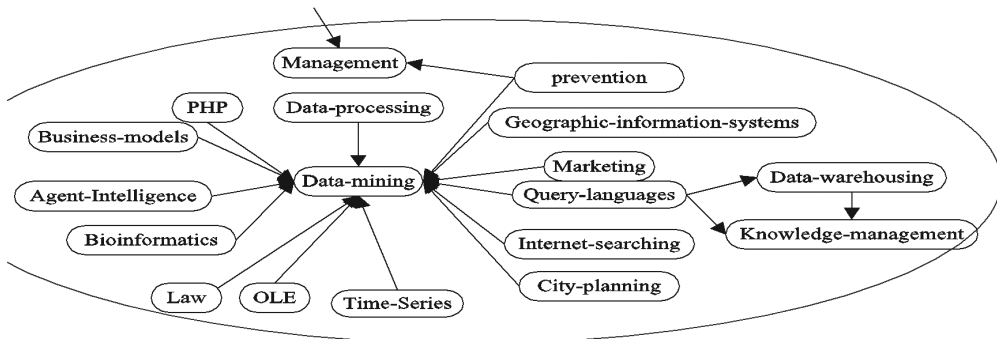 Management
prevention
PHP
Data-processing
Geographic-information-systems
Business-models
Marketing
Data-mining
Data-warehousing
Agent-Intelligence
Query-languages
Bioinformatics
Internet-searching
Knowledge-management
Law
OLE
Time-Series
City-planning